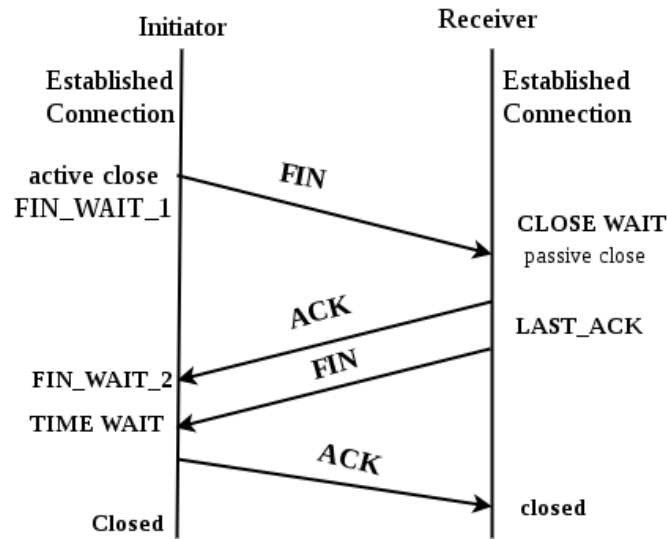 Initiator
Receiver
Established
Connection
Established
Connection
active close
FIN_WAIT_1
FIN
CLOSE WAIT
passive close
ACK
LAST_ACK
FIN_WAIT_2
FIN
TIME WAIT
ACK
Closed
closed